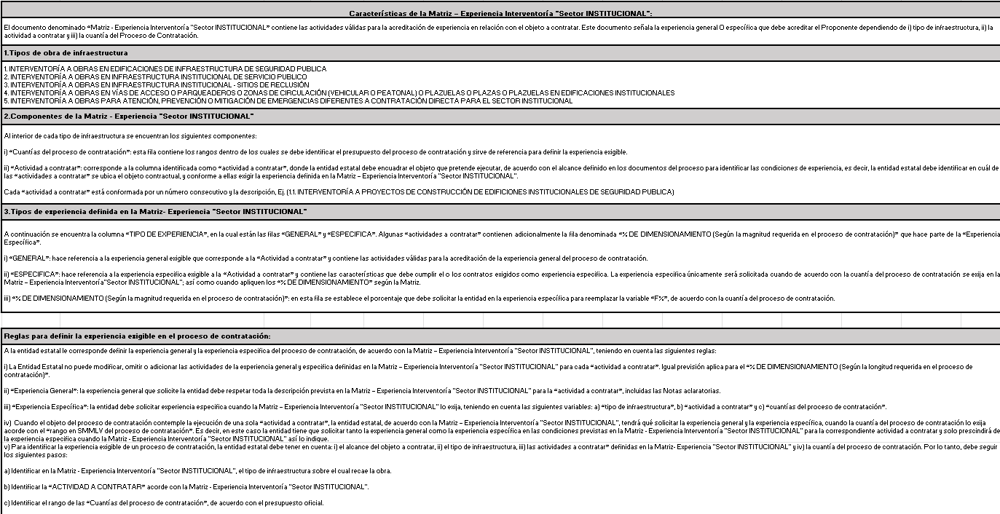 Características de la Matriz – Experiencia Interventoría "Sector INSTITUCIONAL":
El documento denominado “Matriz - Experiencia Interventoría "Sector INSTITUCIONAL” contiene las actividades válidas para la acreditación de experiencia en relación con el objeto a contratar. Este documento señala la experiencia general O específica que debe acreditar el Proponente dependiendo de i) tipo de infraestructura, ii) la
actividad a contratar y iii) la cuantía del Proceso de Contratación.
1.Tipos de obra de infraestructura
1. INTERVENTORÍA A OBRAS EN EDIFICACIONES DE INFRAESTRUCTURA DE SEGURIDAD PUBLICA
2. INTERVENTORÍA A OBRAS EN INFRAESTRUCTURA INSTITUCIONAL DE SERVICIO PUBLICO
3. INTERVENTORÍA A OBRAS EN INFRAESTRUCTURA INSTITUCIONAL - SITIOS DE RECLUSIÓN
4. INTERVENTORÍA A OBRAS EN VÍAS DE ACCESO O PARQUEADEROS O ZONAS DE CIRCULACIÓN (VEHICULAR O PEATONAL) O PLAZUELAS O PLAZAS O PLAZUELAS EN EDIFICACIONES INSTITUCIONALES
5. INTERVENTORÍA A OBRAS PARA ATENCIÓN, PREVENCIÓN O MITIGACIÓN DE EMERGENCIAS DIFERENTES A CONTRATACIÓN DIRECTA PARA EL SECTOR INSTITUCIONAL
2.Componentes de la Matriz - Experiencia "Sector INSTITUCIONAL"
Al interior de cada tipo de infraestructura se encuentran los siguientes componentes:
i) “Cuantías del proceso de contratación”: esta fila contiene los rangos dentro de los cuales se debe identificar el presupuesto del proceso de contratación y sirve de referencia para definir la experiencia exigible.
ii) “Actividad a contratar”: corresponde a la columna identificada como “actividad a contratar”, donde la entidad estatal debe encuadrar el objeto que pretende ejecutar, de acuerdo con el alcance definido en los documentos del proceso para identificar las condiciones de experiencia, es decir, la entidad estatal debe identificar en cuál de
las “actividades a contratar” se ubica el objeto contractual, y conforme a ellas exigir la experiencia definida en la Matriz – Experiencia Interventoría "Sector INSTITUCIONAL".
Cada “actividad a contratar” está conformada por un número consecutivo y la descripción, Ej. (1.1. INTERVENTORÍA A PROYECTOS DE CONSTRUCCIÓN DE EDIFICIONES INSTITUCIONALES DE SEGURIDAD PUBLICA)
3.Tipos de experiencia definida en la Matriz- Experiencia "Sector INSTITUCIONAL"
A continuación se encuentra la columna “TIPO DE EXPERIENCIA”, en la cual están las filas “GENERAL” y “ESPECIFICA”. Algunas “actividades a contratar” contienen adicionalmente la fila denominada “% DE DIMENSIONAMIENTO (Según la magnitud requerida en el proceso de contratación)” que hace parte de la “Experiencia
Específica”.
i) “GENERAL”: hace referencia a la experiencia general exigible que corresponde a la “Actividad a contratar” y contiene las actividades válidas para la acreditación de la experiencia general del proceso de contratación.
ii) “ESPECIFICA”: hace referencia a la experiencia especifica exigible a la “Actividad a contratar” y contiene las características que debe cumplir el o los contratos exigidos como experiencia especifica. La experiencia especifica únicamente será solicitada cuando de acuerdo con la cuantía del proceso de contratación se exija en la
Matriz – Experiencia Interventoría"Sector INSTITUCIONAL"; así como cuando apliquen los “% DE DIMENSIONAMIENTO” según la Matriz.
iii) “% DE DIMENSIONAMIENTO (Según la magnitud requerida en el proceso de contratación)”: en esta fila se establece el porcentaje que debe solicitar la entidad en la experiencia específica para reemplazar la variable “F%”, de acuerdo con la cuantía del proceso de contratación.
Reglas para definir la experiencia exigible en el proceso de contratación:
A la entidad estatal le corresponde definir la experiencia general y la experiencia especifica del proceso de contratación, de acuerdo con la Matriz – Experiencia Interventoría "Sector INSTITUCIONAL", teniendo en cuenta las siguientes reglas:
i) La Entidad Estatal no puede modificar, omitir o adicionar las actividades de la experiencia general y especifica definidas en la Matriz – Experiencia Interventoría "Sector INSTITUCIONAL" para cada “actividad a contratar”. Igual previsión aplica para el “% DE DIMENSIONAMIENTO (Según la longitud requerida en el proceso de
contratación)”.
ii) “Experiencia General”: la experiencia general que solicite la entidad debe respetar toda la descripción prevista en la Matriz – Experiencia Interventoría "Sector INSTITUCIONAL" para la “actividad a contratar”, incluidas las Notas aclaratorias.
iii) “Experiencia Específica”: la entidad debe solicitar experiencia especifica cuando la Matriz – Experiencia Interventoría "Sector INSTITUCIONAL" lo exija, teniendo en cuenta las siguientes variables: a) “tipo de infraestructura”, b) “actividad a contratar” y c) “cuantías del proceso de contratación”.
iv) Cuando el objeto del proceso de contratación contemple la ejecución de una sola “actividad a contratar”, la entidad estatal, de acuerdo con la Matriz – Experiencia Interventoría "Sector INSTITUCIONAL", tendrá qué solicitar la experiencia general y la experiencia específica, cuando la cuantía del proceso de contratación lo exija
acorde con el “rango en SMMLV del proceso de contratación”. Es decir, en este caso la entidad tiene que solicitar tanto la experiencia general como la experiencia específica en las condiciones previstas en la Matriz - Experiencia Interventoría "Sector INSTITUCIONAL" para la correspondiente actividad a contratar y solo prescindirá de
la experiencia especifica cuando la Matriz - Experiencia Interventoría "Sector INSTITUCIONAL" así lo indique.
v) Para identificar la experiencia exigible de un proceso de contratación, la entidad estatal debe tener en cuenta: i) el alcance del objeto a contratar, ii) el tipo de infraestructura, iii) las actividades a contratar” definidas en la Matriz- Experiencia "Sector INSTITUCIONAL" y iv) la cuantía del proceso de contratación. Por lo tanto, debe seguir
los siguientes pasos:
a) Identificar en la Matriz - Experiencia Interventoría "Sector INSTITUCIONAL", el tipo de infraestructura sobre el cual recae la obra.
b) Identificar la “ACTIVIDAD A CONTRATAR” acorde con la Matriz - Experiencia Interventoría "Sector INSTITUCIONAL".
c) Identificar el rango de las “Cuantías del proceso de contratación”, de acuerdo con el presupuesto oficial.